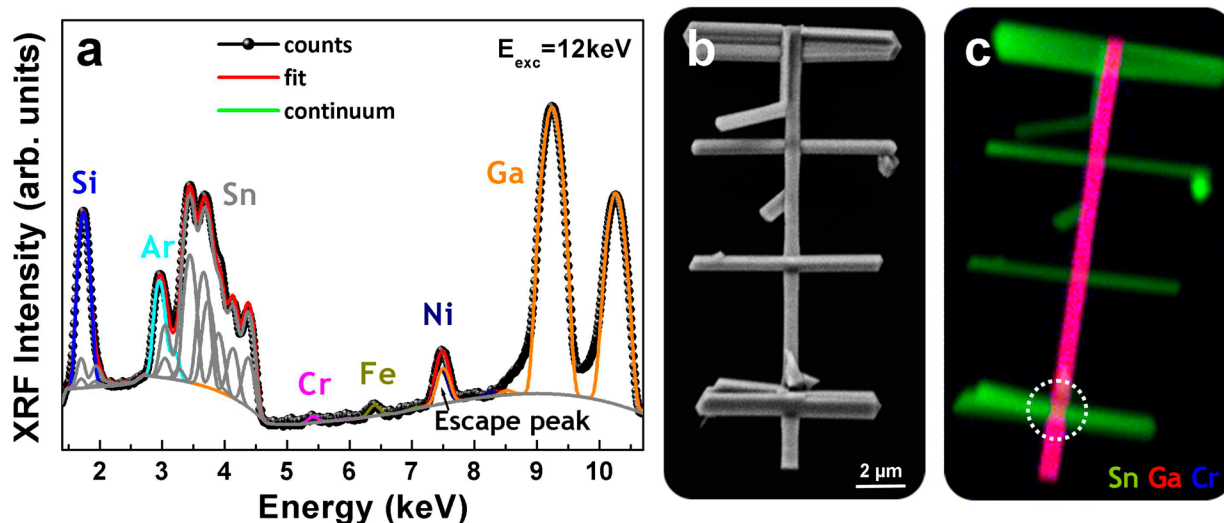 a
counts
fit
continuum
E_exc=12keV
Si
Ar
Sn
Cr
Fe
Ni
Escape peak
Ga
XRF Intensity (arb. units)
2 3 4 5 6 7 8 9 10
Energy (keV)
b
2 µm
c
Sn Ga Cr